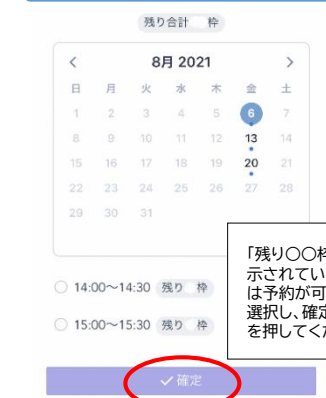 残り合計 枠
< 8月 2021 >
日 月 火 水 木 金 土
1 2 3 4 5 6 7
8 9 10 11 12 13 14
15 16 17 18 19 20 21
22 23 24 25 26 27 28
29 30 31
「残り〇〇枠
示されてい
は予約が可
選択し、確定
を押してくだ
14:00〜14:30 残り 枠
15:00〜15:30 残り 枠
✓確定